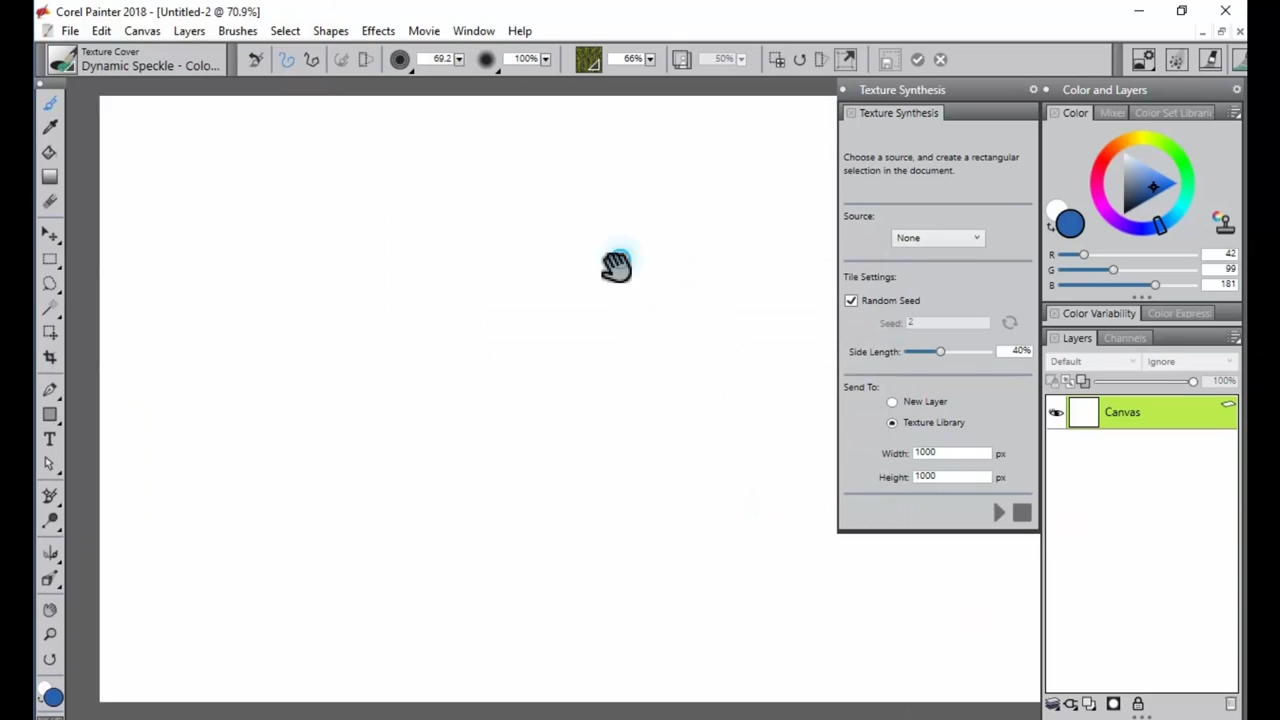 Corel Painter 2018 - [Untitled-2 @ 70.9%]
File Edit Canvas Layers Brushes Select Shapes Effects Movie Window Help
Texture Cover
Dynamic Speckle - Colo...
69.2 100% 66% 50%
Texture Synthesis
Color and Layers
Texture Synthesis
Color Mixer Color Set Librari
Choose a source, and create a rectangular
selection in the document.
Source:
None
R 42
G 99
B 181
Tile Settings:
Random Seed
Seed: 2
Color Variability Color Express
Side Length: 40%
Layers Channels
Default Ignore
100%
Send To:
New Layer
Texture Library
Canvas
Width: 1000 px
Height: 1000 px
T